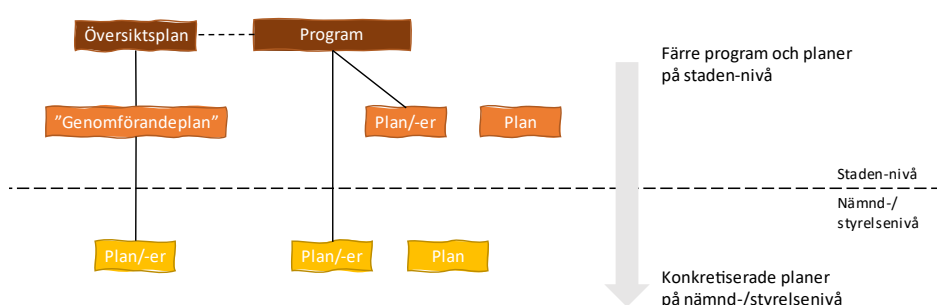 Översiktsplan
Program
Färre program och planer
på staden-nivå
”Genomförandeplan”
Plan/-er
Plan
Staden-nivå
Nämnd-/
styrelsenivå
Plan/-er
Plan/-er
Plan
Konkretiserade planer
på nämnd-/styrelsenivå